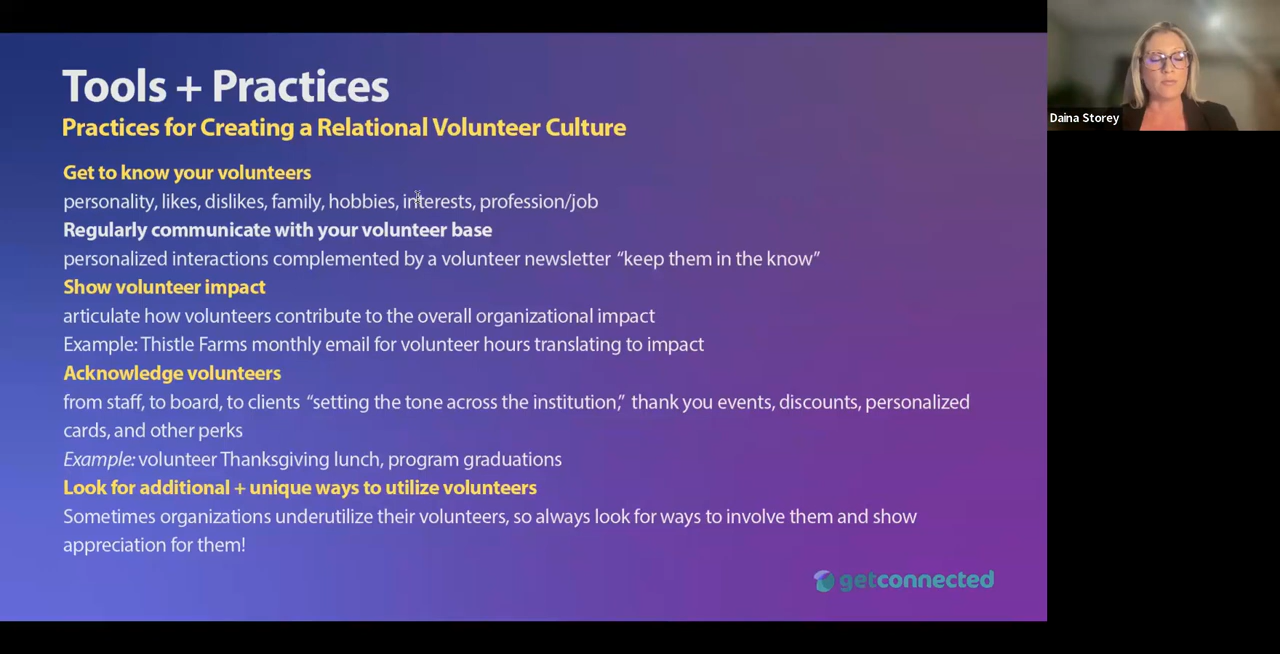 Tools + Practices
Practices for Creating a Relational Volunteer Culture
Get to know your volunteers
personality, likes, dislikes, family, hobbies, interests, profession/job
Regularly communicate with your volunteer base
personalized interactions complemented by a volunteer newsletter “keep them in the know”
Show volunteer impact
articulate how volunteers contribute to the overall organizational impact
Example: Thistle Farms monthly email for volunteer hours translating to impact
Acknowledge volunteers
from staff, to board, to clients “setting the tone across the institution,” thank you events, discounts, personalized
cards, and other perks
Example: volunteer Thanksgiving lunch, program graduations
Look for additional + unique ways to utilize volunteers
Sometimes organizations underutilize their volunteers, so always look for ways to involve them and show
appreciation for them!
getconnected
Daina Storey